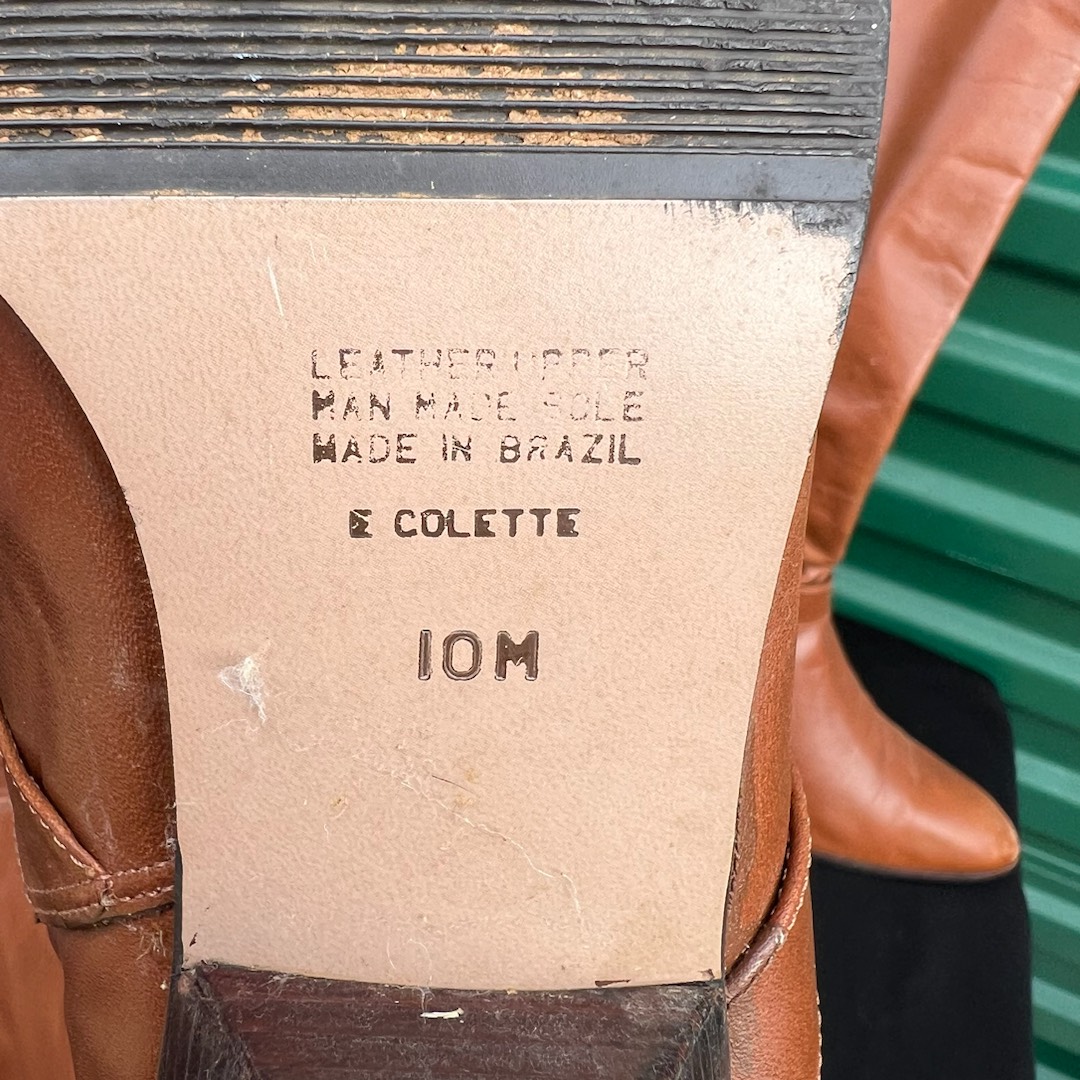 LEATHER UPPER
MAN MADE SOLE
MADE IN BRAZIL
E COLETTE
10M